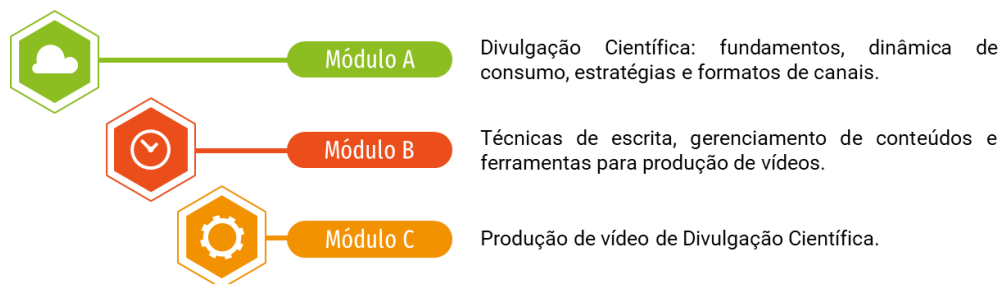 Módulo A
Divulgação Científica: fundamentos, dinâmica de
consumo, estratégias e formatos de canais.
Módulo B
Técnicas de escrita, gerenciamento de conteúdos e
ferramentas para produção de vídeos.
Módulo C
Produção de vídeo de Divulgação Científica.